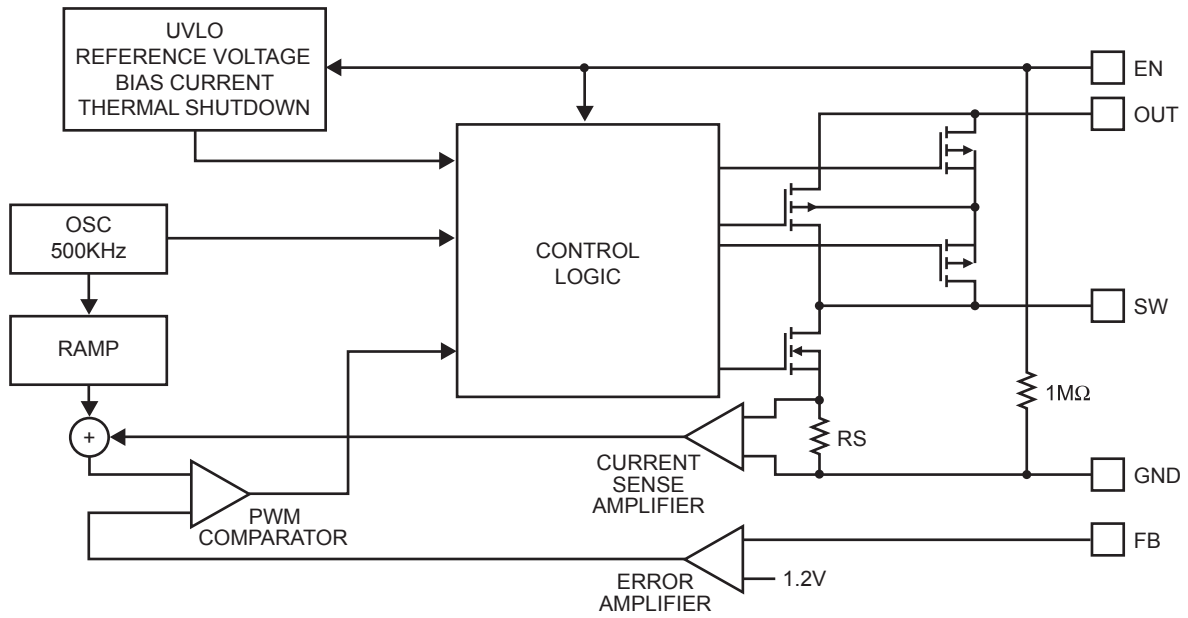 UVLO
REFERENCE VOLTAGE
BIAS CURRENT
THERMAL SHUTDOWN
EN
OUT
OSC
500KHz
CONTROL
LOGIC
SW
RAMP
1MΩ
+
RS
CURRENT
SENSE
AMPLIFIER
GND
PWM
COMPARATOR
FB
1.2V
ERROR
AMPLIFIER